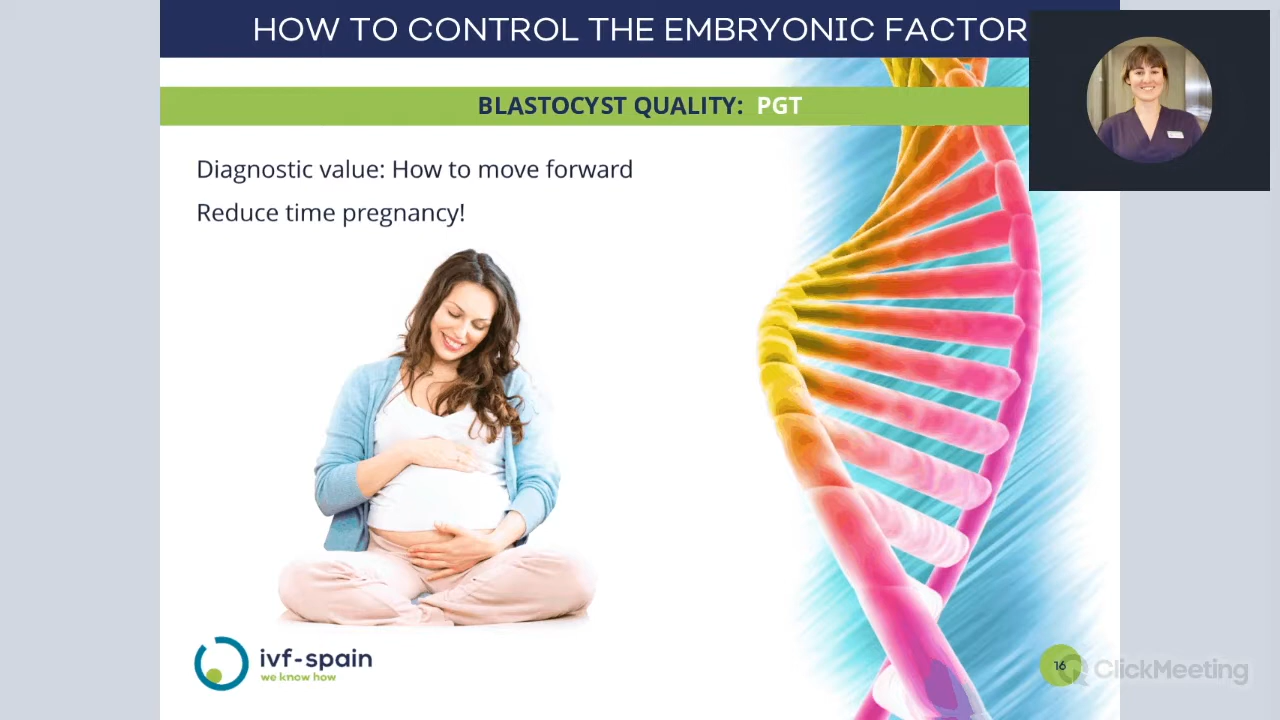 HOW TO CONTROL THE EMBRYONIC FACTOR
BLASTOCYST QUALITY: PGT
Diagnostic value: How to move forward
Reduce time pregnancy!
ivf-spain
we know how
16
ClickMeeting